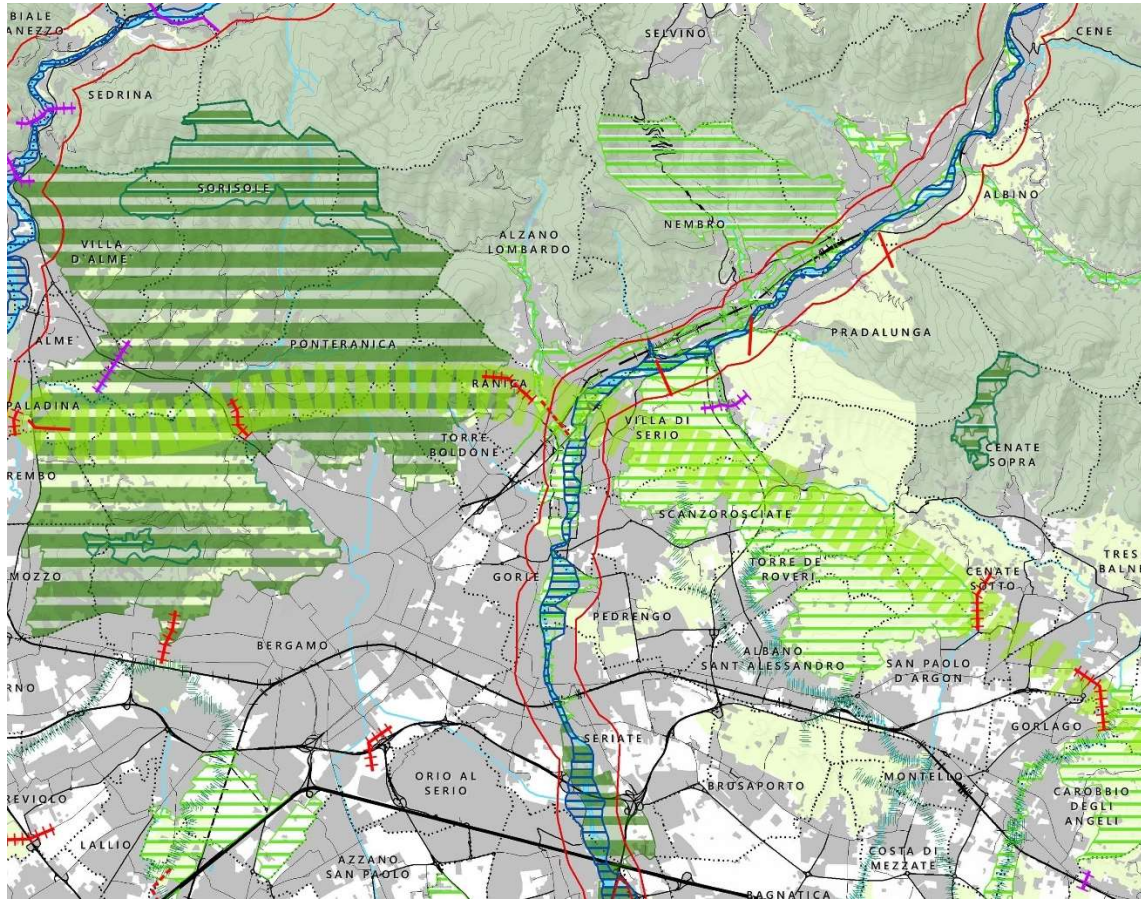 BIALE
ANEZZO
SELVINO
CENE
SEDRINA
SORISOLE
ALBINO
NEMBRO
ALZANO
LOMBARDO
VILLA
D'ALME'
PRADALUNGA
ALME'
PONTERANICA
RANICA
PALADINA
VILLA DI
SERIO
TORRE
BOLDONE
CENATE
SOPRA
REMBO
SCANZOROSCIATE
TORRE DE'
ROVERI
TRES
BALNE
CENATE
SOTTO
MOZZO
GORLE
PEDRENGO
BERGAMO
ALBANO
SANT'ALESSANDRO
SAN PAOLO
D'ARGON
RNO
GORLAGO
SERIATE
ORIO AL
SERIO
BRUSAPORTO
MONTELLO
CAROBBIO
DEGLI
ANGELI
REVIOLO
LALLIO
AZZANO
SAN PAOLO
COSTA DI
MEZZATE
BAGNATICA